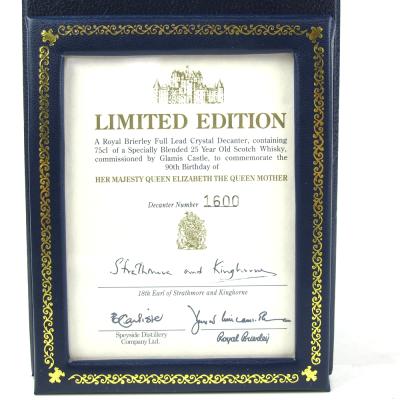 LIMITED EDITION
A Royal Brierley Full Lead Crystal Decanter, containing
75cl of a Specially Blended 25 Year Old Scotch Whisky,
commissioned by Glamis Castle, to commemorate the
90th Birthday of
HER MAJESTY QUEEN ELIZABETH THE QUEEN MOTHER
Decanter Number 1600
Strathmore and Kinghorne
18th Earl of Strathmore and Kinghorne
Speyside Distillery
Company Ltd.
Royal Brierley